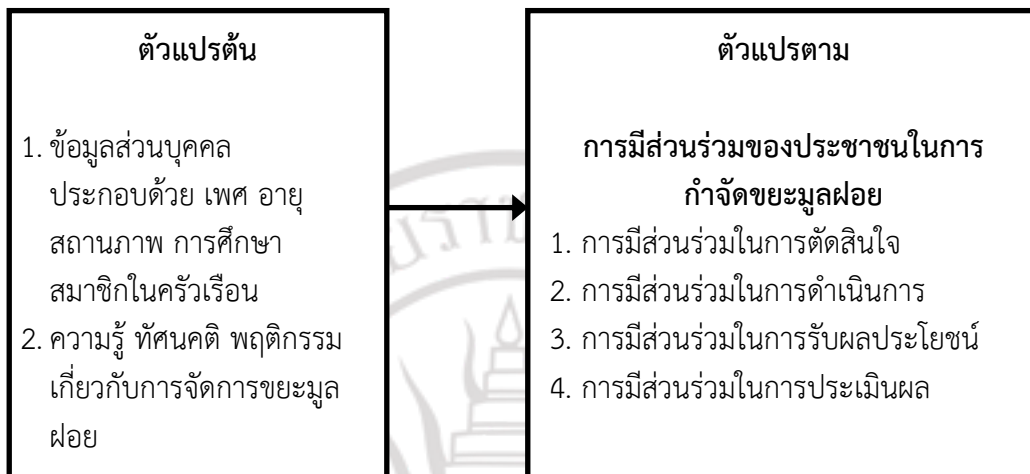 ตัวแปรต้น
1. ข้อมูลส่วนบุคคล
ประกอบด้วย เพศ อายุ
สถานภาพ การศึกษา
สมาชิกในครัวเรือน
2. ความรู้ ทัศนคติ พฤติกรรม
เกี่ยวกับการจัดการขยะมูล
ฝอย
ตัวแปรตาม
การมีส่วนร่วมของประชาชนในการ
กำจัดขยะมูลฝอย
1. การมีส่วนร่วมในการตัดสินใจ
2. การมีส่วนร่วมในการดำเนินการ
3. การมีส่วนร่วมในการรับผลประโยชน์
4. การมีส่วนร่วมในการประเมินผล